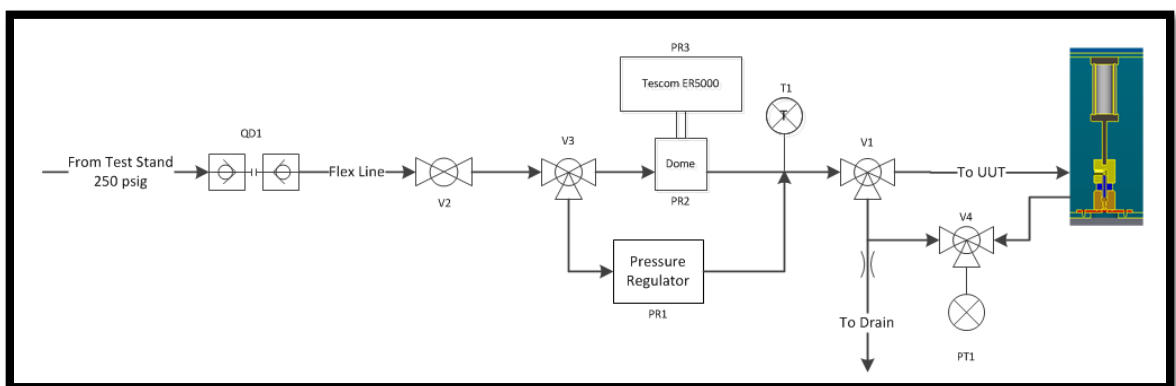 PR3
Tescom ER5000
T1
T
QD1
V3
V1
From Test Stand
250 psig
Flex Line
Dome
To UUT
V2
PR2
V4
Pressure
Regulator
PR1
To Drain
PT1